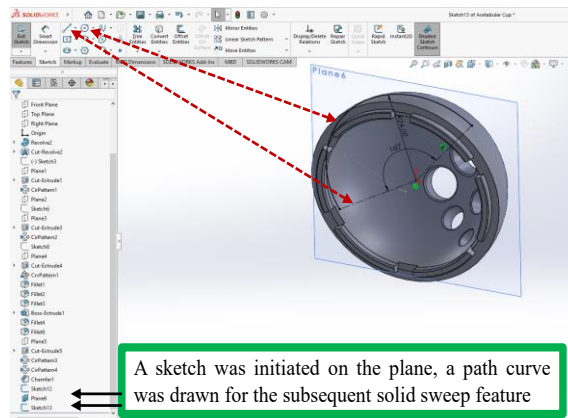 SOLIDWORKS
Sketch13 of Acetabular Cup *
Exit Sketch
Smart Dimension
Trim Entities
Convert Entities
Offset Entities
Mirror Entities
Linear Sketch Pattern
Move Entities
Display/Delete Relations
Repair Sketch
Rapid Sketch
Instant2D
Shaded Sketch Contours
Features Sketch Markup Evaluate Dimensions SOLIDWORKS Add-Ins MBD SOLIDWORKS CAM
Plane6
Front Plane
Top Plane
Right Plane
Origin
Revolve2
Cut-Revolve2
(-) Sketch3
Plane1
Cut-Extrude1
CirPattern1
Plane2
Sketch6
Plane3
Cut-Extrude3
CirPattern2
Sketch8
Plane4
Cut-Extrude4
CrvPattern1
Fillet1
Fillet2
Fillet3
Boss-Extrude1
Fillet4
Fillet6
Plane5
Cut-Extrude5
CirPattern3
CirPattern4
Chamfer1
Sketch12
Plane6
Sketch13
A sketch was initiated on the plane, a path curve
was drawn for the subsequent solid sweep feature